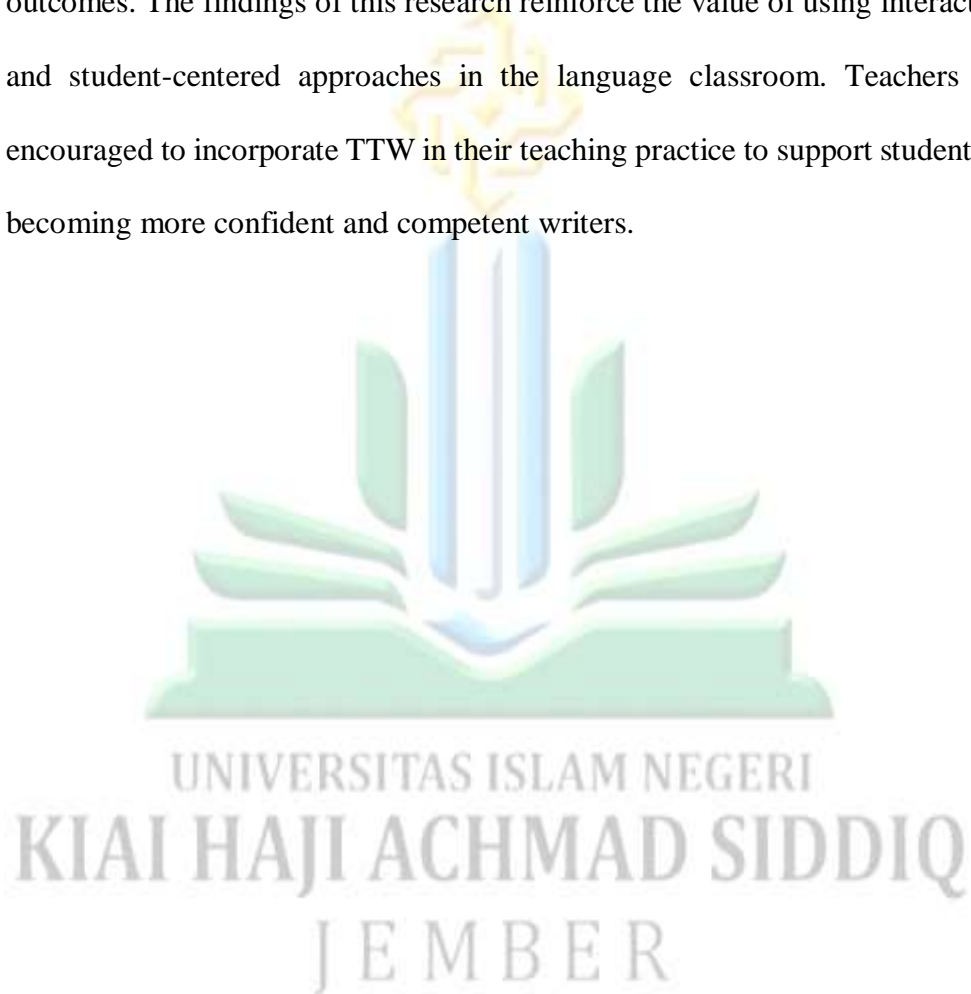 outcomes. The findings of this research reinforce the value of using
and student-centered approaches in the language classroom. Teachers
encouraged to incorporate TTW in their teaching practice to support student
becoming more confident and competent writers.
UNIVERSITAS ISLAM NEGERI
KIAI HAJI ACHMAD SIDDIQ
JEMBER